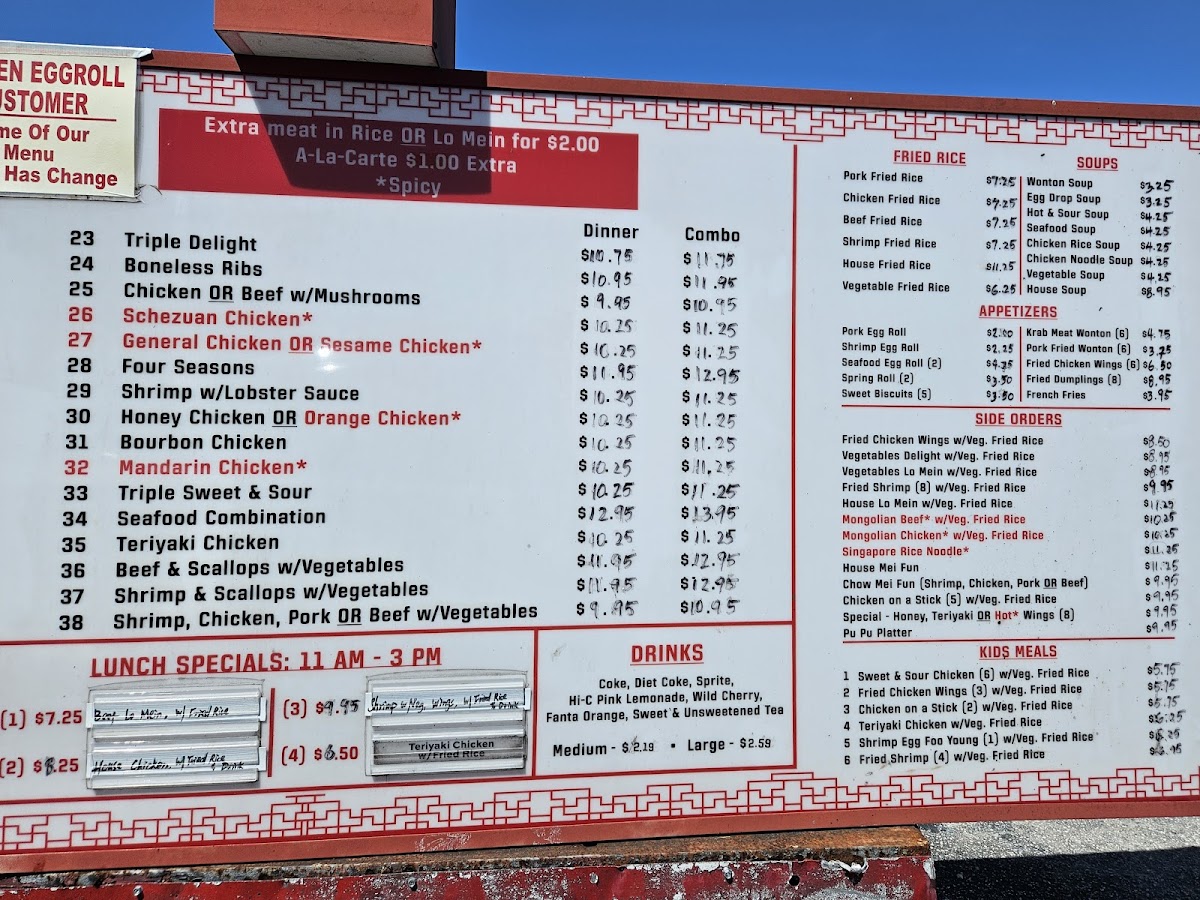 EN EGGROLL
USTOMER
me Of Our
Menu
Has Change
Extra meat in Rice OR Lo Mein for $2.00
A-La-Carte $1.00 Extra
*Spicy
Dinner Combo
23 Triple Delight $10.75 $11.75
24 Boneless Ribs $10.95 $11.95
25 Chicken OR Beef w/Mushrooms $9.95 $10.95
26 Schezuan Chicken* $10.25 $11.25
27 General Chicken OR Sesame Chicken* $10.25 $11.25
28 Four Seasons $11.95 $12.95
29 Shrimp w/Lobster Sauce $10.25 $11.25
30 Honey Chicken OR Orange Chicken* $10.25 $11.25
31 Bourbon Chicken $10.25 $11.25
32 Mandarin Chicken* $10.25 $11.25
33 Triple Sweet & Sour $10.25 $11.25
34 Seafood Combination $12.95 $13.95
35 Teriyaki Chicken $10.25 $11.25
36 Beef & Scallops w/Vegetables $11.95 $12.95
37 Shrimp & Scallops w/Vegetables $11.95 $12.95
38 Shrimp, Chicken, Pork OR Beef w/Vegetables $9.95 $10.95
LUNCH SPECIALS: 11 AM - 3 PM
(1) $7.25 Beef Lo Mein, w/ Fried Rice
(2) $8.25 House Chicken, w/ Fried Rice & Drink
(3) $9.95 Shrimp w/Veg, Wings, w/ Fried Rice & Drink
(4) $6.50 Teriyaki Chicken
w/Fried Rice
DRINKS
Coke, Diet Coke, Sprite,
Hi-C Pink Lemonade, Wild Cherry,
Fanta Orange, Sweet & Unsweetened Tea
Medium - $2.19 • Large - $2.59
FRIED RICE
Pork Fried Rice $7.25
Chicken Fried Rice $7.25
Beef Fried Rice $7.25
Shrimp Fried Rice $7.25
House Fried Rice $11.25
Vegetable Fried Rice $6.25
SOUPS
Wonton Soup $3.25
Egg Drop Soup $3.25
Hot & Sour Soup $4.25
Seafood Soup $4.25
Chicken Rice Soup $4.25
Chicken Noodle Soup $4.25
Vegetable Soup $4.25
House Soup $8.95
APPETIZERS
Pork Egg Roll $2.00
Shrimp Egg Roll $2.25
Seafood Egg Roll (2) $4.75
Spring Roll (2) $3.50
Sweet Biscuits (5) $3.50
Krab Meat Wonton (6) $4.75
Pork Fried Wonton (6) $3.75
Fried Chicken Wings (6) $6.50
Fried Dumplings (8) $8.95
French Fries $3.95
SIDE ORDERS
Fried Chicken Wings w/Veg. Fried Rice $8.50
Vegetables Delight w/Veg. Fried Rice $8.95
Vegetables Lo Mein w/Veg. Fried Rice $8.95
Fried Shrimp (8) w/Veg. Fried Rice $9.95
House Lo Mein w/Veg. Fried Rice $11.25
Mongolian Beef* w/Veg. Fried Rice $10.25
Mongolian Chicken* w/Veg. Fried Rice $10.25
Singapore Rice Noodle* $11.25
House Mei Fun $11.25
Chow Mei Fun (Shrimp, Chicken, Pork OR Beef) $9.95
Chicken on a Stick (5) w/Veg. Fried Rice $9.95
Special - Honey, Teriyaki OR Hot* Wings (8) $9.95
Pu Pu Platter $9.95
KIDS MEALS
1 Sweet & Sour Chicken (6) w/Veg. Fried Rice $5.75
2 Fried Chicken Wings (3) w/Veg. Fried Rice $5.75
3 Chicken on a Stick (2) w/Veg. Fried Rice $5.75
4 Teriyaki Chicken w/Veg. Fried Rice $6.25
5 Shrimp Egg Foo Young (1) w/Veg. Fried Rice $6.25
6 Fried Shrimp (4) w/Veg. Fried Rice $6.95